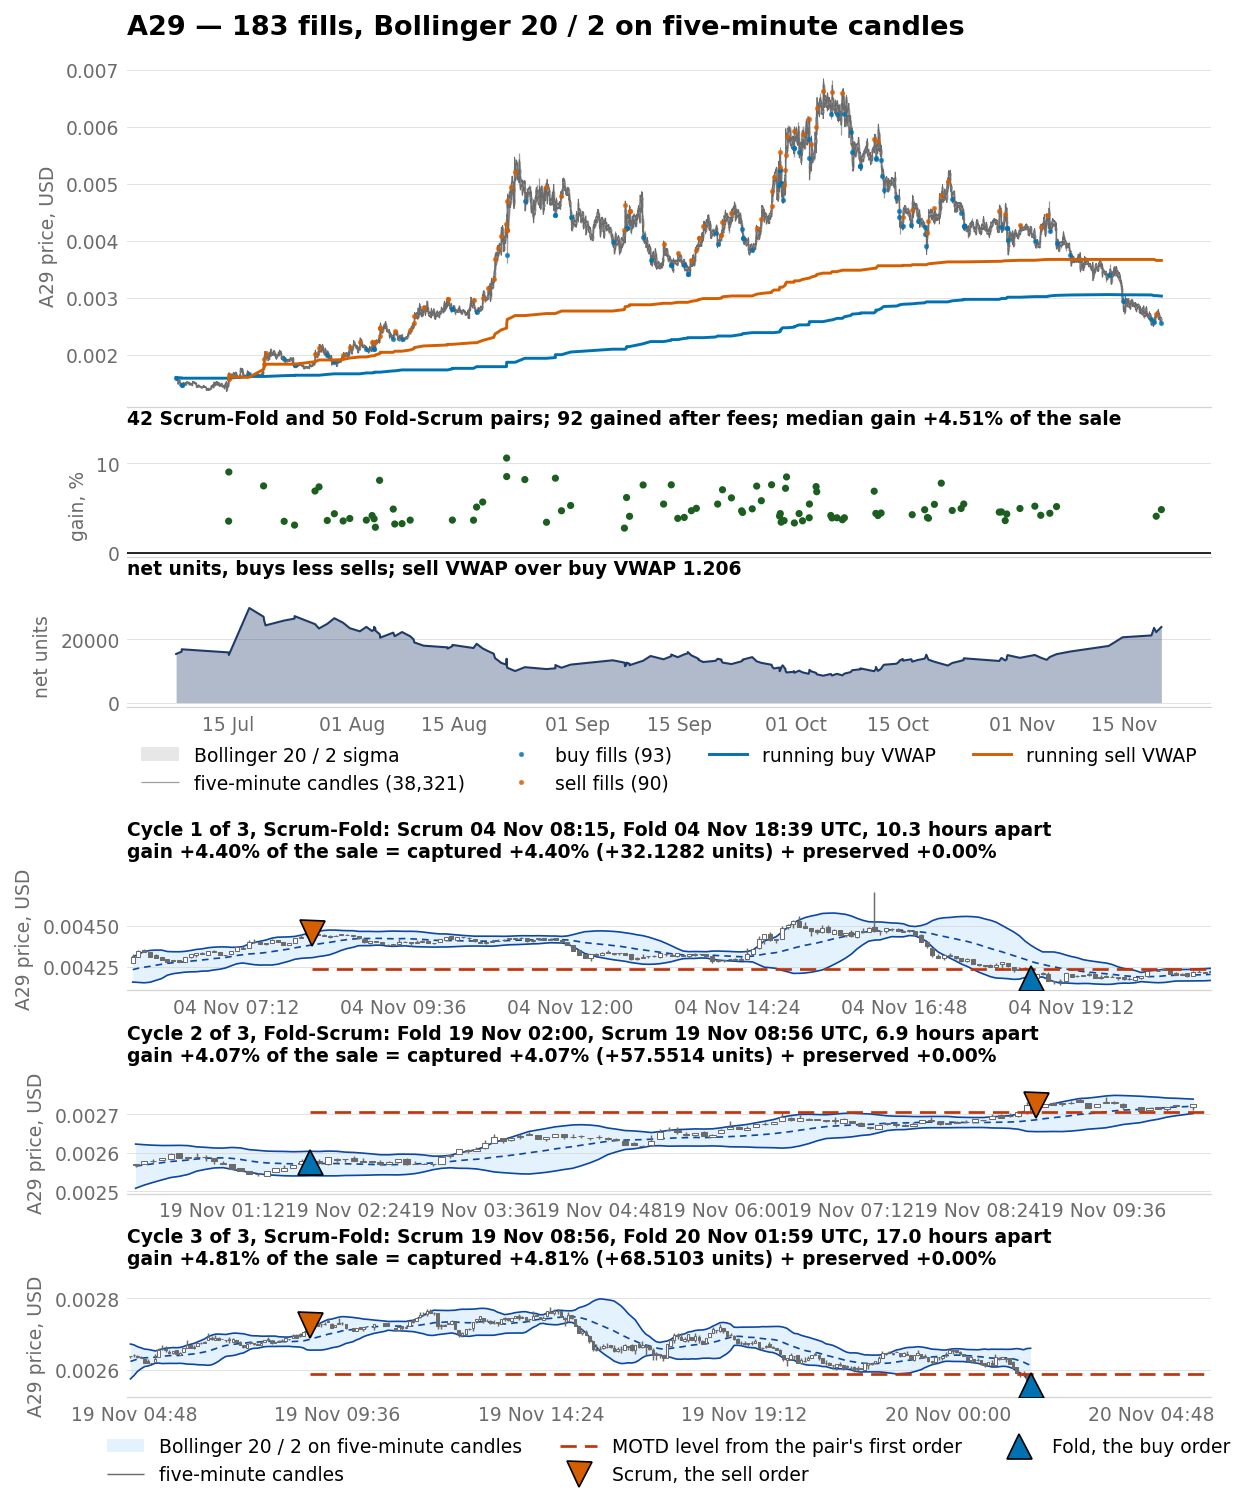 A29 — 183 fills, Bollinger 20 / 2 on five-minute candles
A29 price, USD
0.007
0.006
0.005
0.004
0.003
0.002
42 Scrum-Fold and 50 Fold-Scrum pairs; 92 gained after fees; median gain +4.51% of the sale
gain, %
10
0
net units, buys less sells; sell VWAP over buy VWAP 1.206
net units
20000
0
15 Jul 01 Aug 15 Aug 01 Sep 15 Sep 01 Oct 15 Oct 01 Nov 15 Nov
Bollinger 20 / 2 sigma buy fills (93) running buy VWAP running sell VWAP
five-minute candles (38,321) sell fills (90)
Cycle 1 of 3, Scrum-Fold: Scrum 04 Nov 08:15, Fold 04 Nov 18:39 UTC, 10.3 hours apart
gain +4.40% of the sale = captured +4.40% (+32.1282 units) + preserved +0.00%
A29 price, USD
0.00450
0.00425
04 Nov 07:12 04 Nov 09:36 04 Nov 12:00 04 Nov 14:24 04 Nov 16:48 04 Nov 19:12
Cycle 2 of 3, Fold-Scrum: Fold 19 Nov 02:00, Scrum 19 Nov 08:56 UTC, 6.9 hours apart
gain +4.07% of the sale = captured +4.07% (+57.5514 units) + preserved +0.00%
A29 price, USD
0.0027
0.0026
0.0025
19 Nov 01:12 19 Nov 02:24 19 Nov 03:36 19 Nov 04:48 19 Nov 06:00 19 Nov 07:12 19 Nov 08:24 19 Nov 09:36
Cycle 3 of 3, Scrum-Fold: Scrum 19 Nov 08:56, Fold 20 Nov 01:59 UTC, 17.0 hours apart
gain +4.81% of the sale = captured +4.81% (+68.5103 units) + preserved +0.00%
A29 price, USD
0.0028
0.0026
19 Nov 04:48 19 Nov 09:36 19 Nov 14:24 19 Nov 19:12 20 Nov 00:00 20 Nov 04:48
Bollinger 20 / 2 on five-minute candles MOTD level from the pair's first order Fold, the buy order
five-minute candles Scrum, the sell order